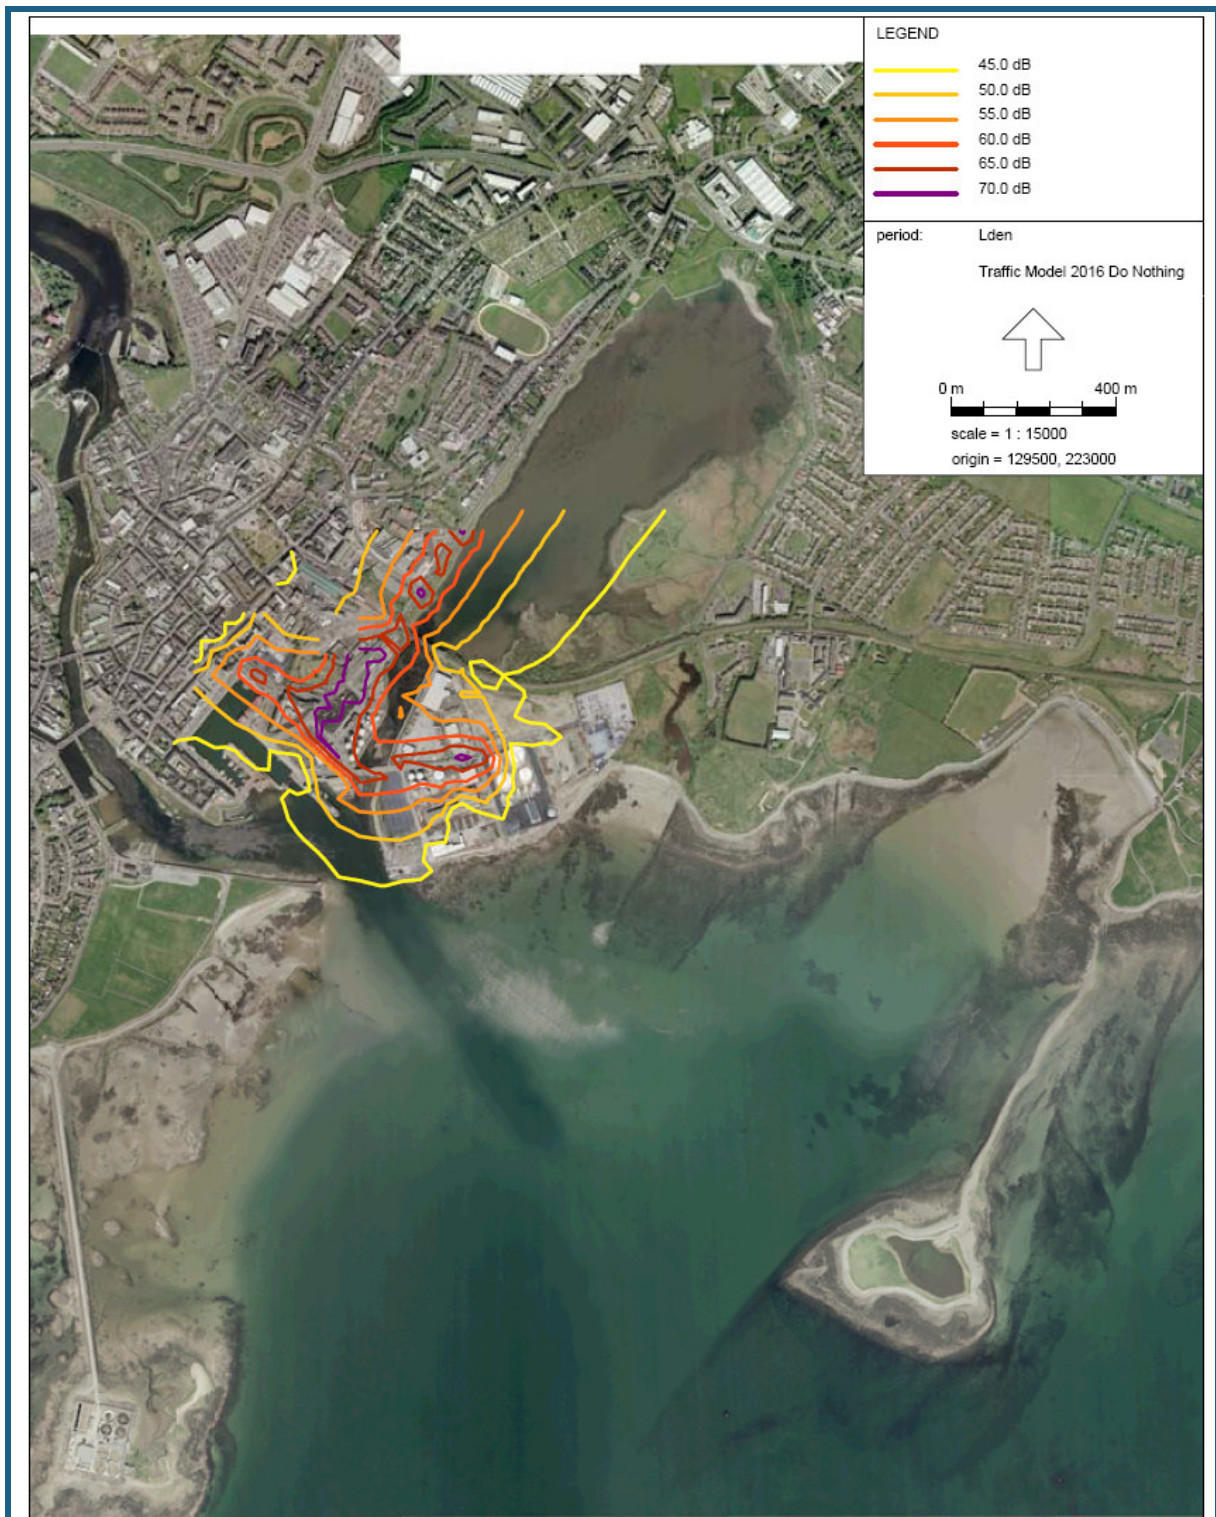 LEGEND
45.0 dB
50.0 dB
55.0 dB
60.0 dB
65.0 dB
70.0 dB
period: Lden
Traffic Model 2016 Do Nothing
0 m 400 m
scale = 1 : 15000
origin = 129500, 223000